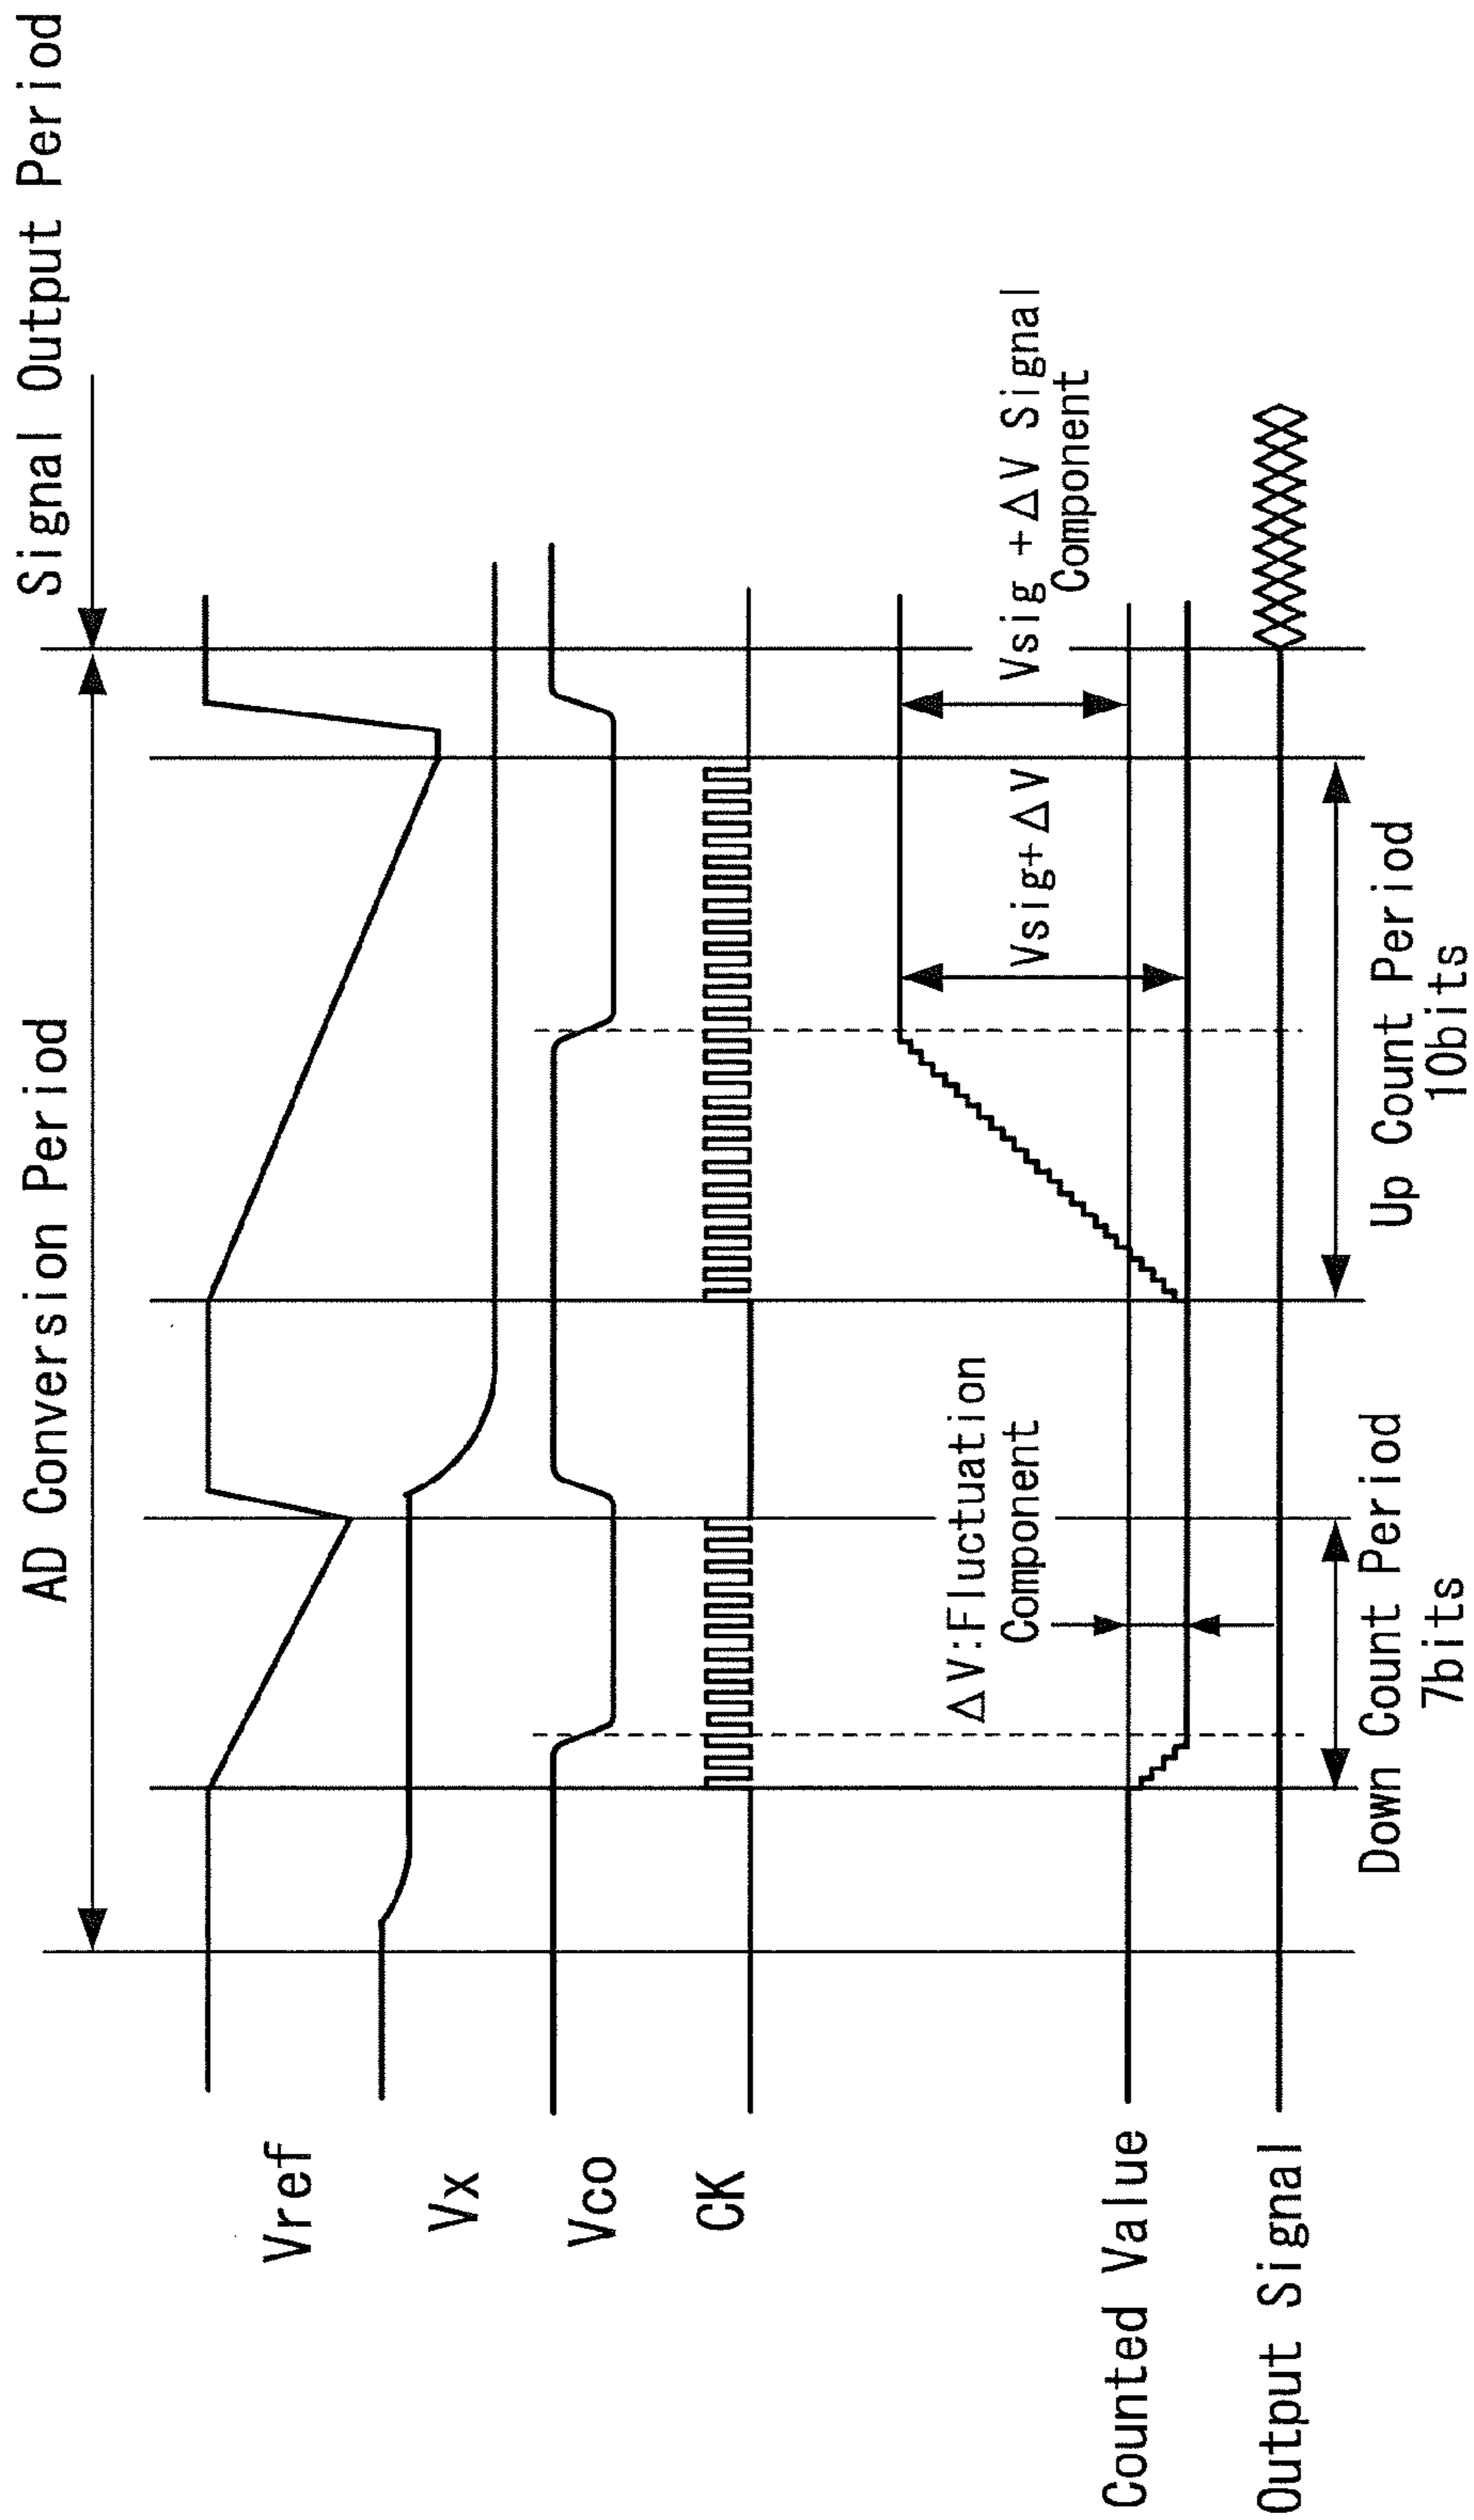 AD Conversion Period
Signal Output Period
Vref
Vx
Vco
CK
ΔV:Fluctuation
Component
Vsig+ΔV
Vsig +ΔV Signal
Component
Counted Value
Output Signal
Down Count Period
7bits
Up Count Period
10bits